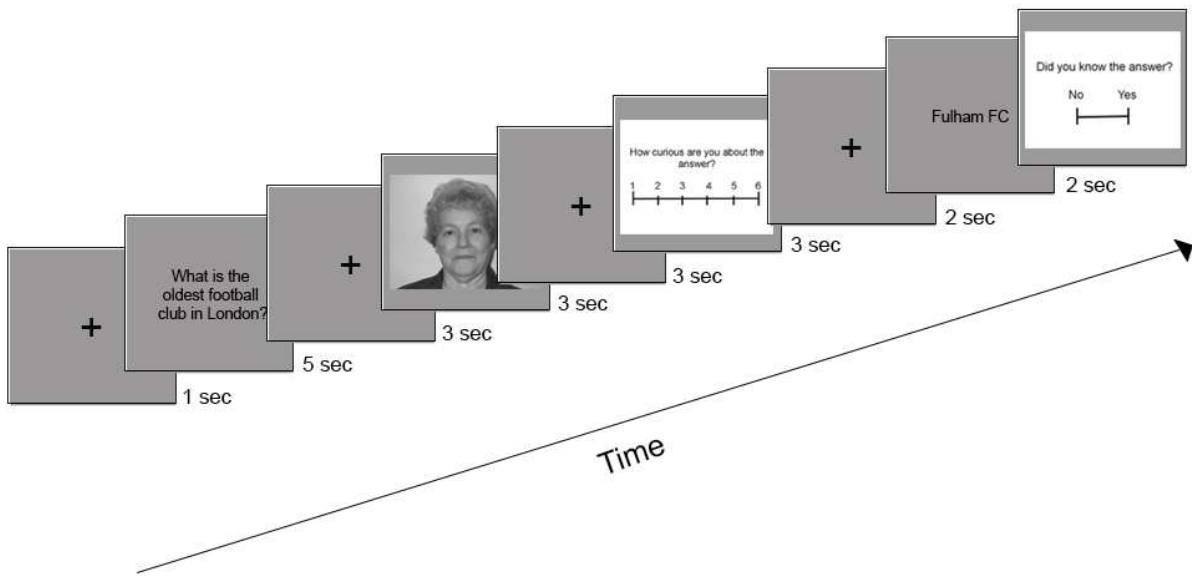 +
1 sec
What is the
oldest football
club in London?
5 sec
+
3 sec
3 sec
+
3 sec
How curious are you about the
answer?
1 2 3 4 5 6
3 sec
+
2 sec
Fulham FC
2 sec
Did you know the answer?
No Yes
Time